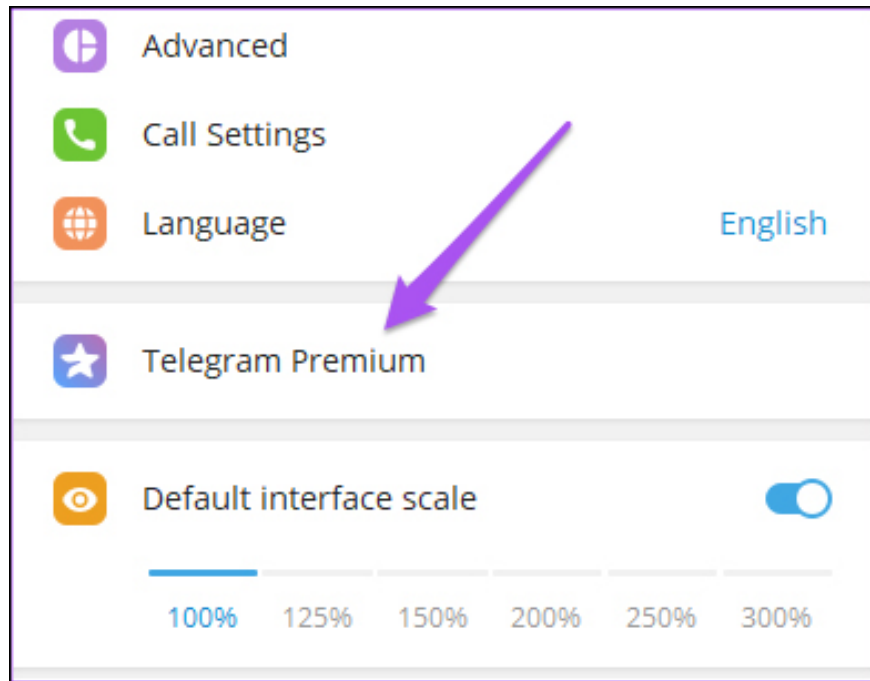 Advanced
Call Settings
Language English
Telegram Premium
Default interface scale
100% 125% 150% 200% 250% 300%